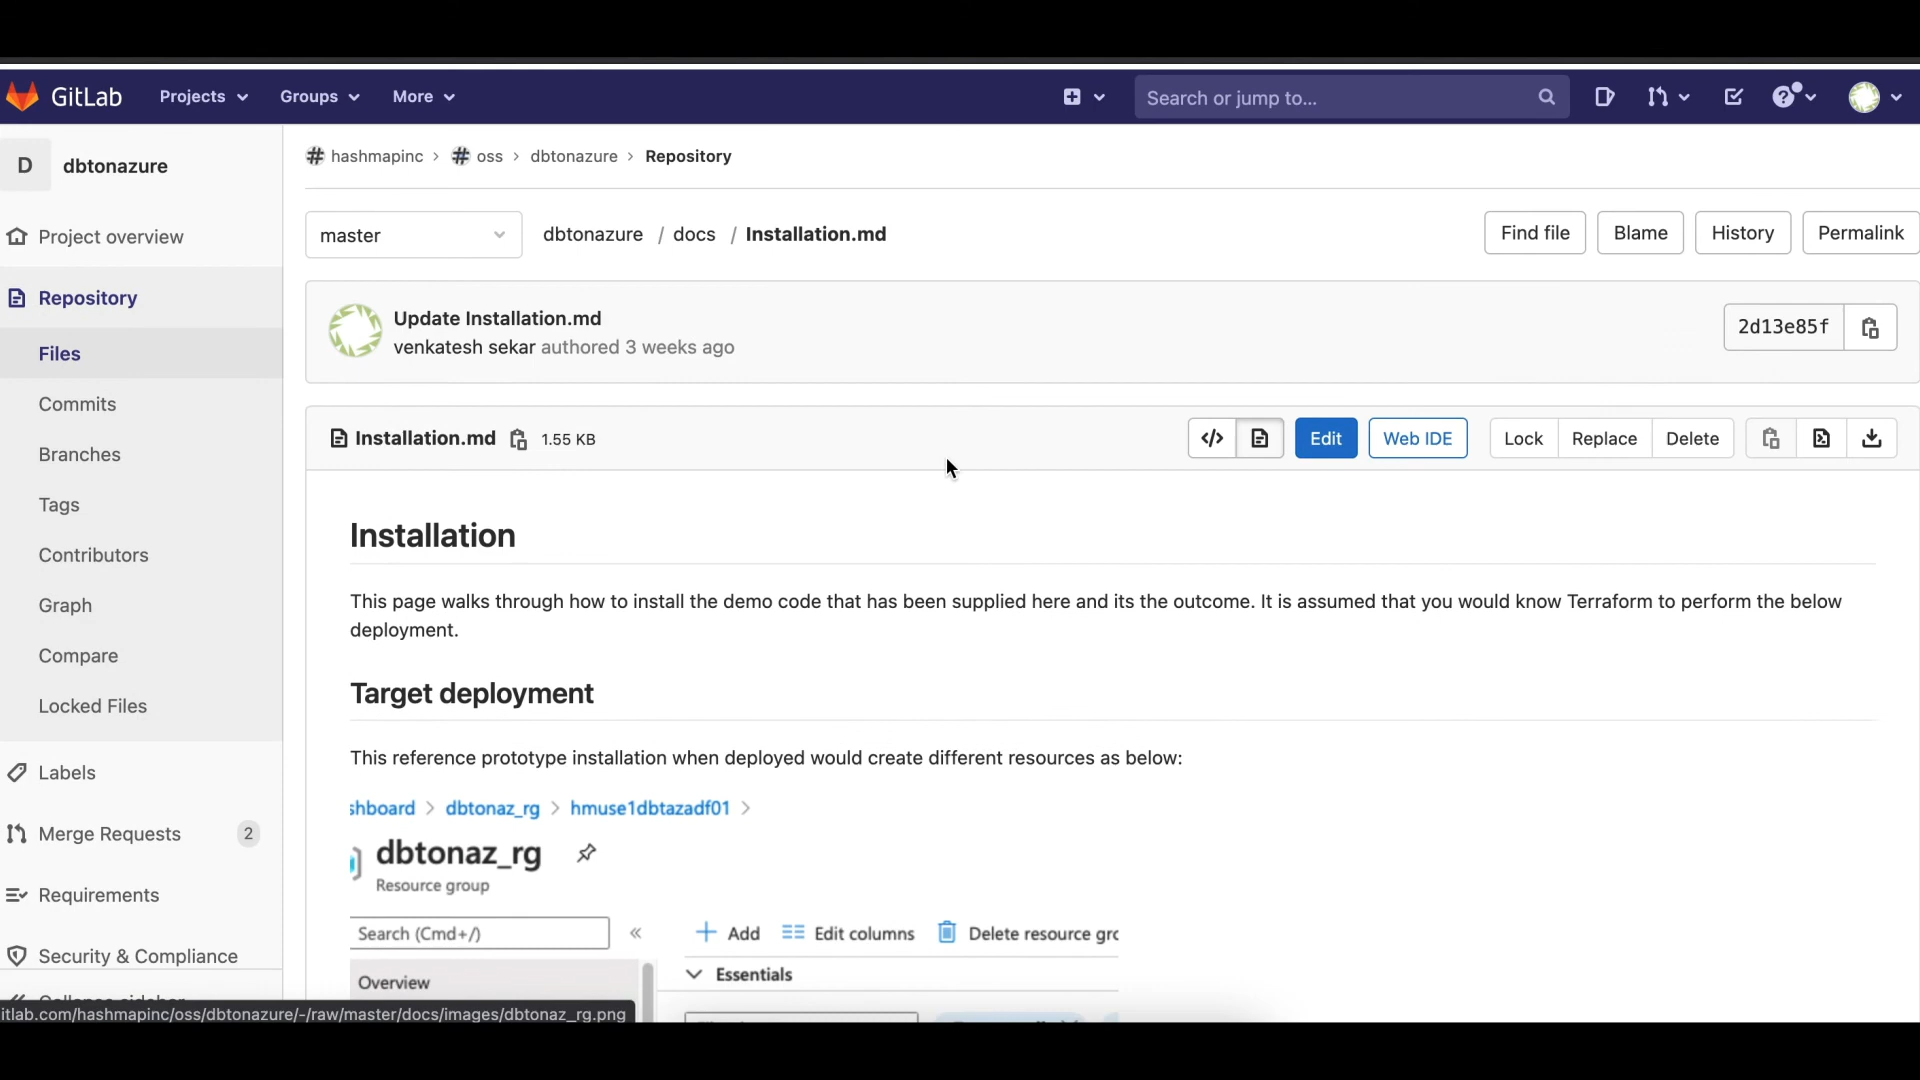 GitLab Projects Groups More Search or jump to...
D dbtonazure
hashmapinc > oss > dbtonazure > Repository
Project overview
Repository
Files
Commits
Branches
Tags
Contributors
Graph
Compare
Locked Files
Labels
Merge Requests 2
Requirements
Security & Compliance
master dbtonazure / docs / Installation.md
Find file Blame History Permalink
Update Installation.md
venkatesh sekar authored 3 weeks ago
2d13e85f
Installation.md 1.55 KB
</> Edit Web IDE Lock Replace Delete
Installation
This page walks through how to install the demo code that has been supplied here and its the outcome. It is assumed that you would know Terraform to perform the below
deployment.
Target deployment
This reference prototype installation when deployed would create different resources as below:
shboard > dbtonaz_rg > hmuse1dbtazadf01 >
dbtonaz_rg
Resource group
Search (Cmd+/) «
+ Add Edit columns Delete resource grc
Overview
Essentials
itlab.com/hashmapinc/oss/dbtonazure/-/raw/master/docs/images/dbtonaz_rg.png